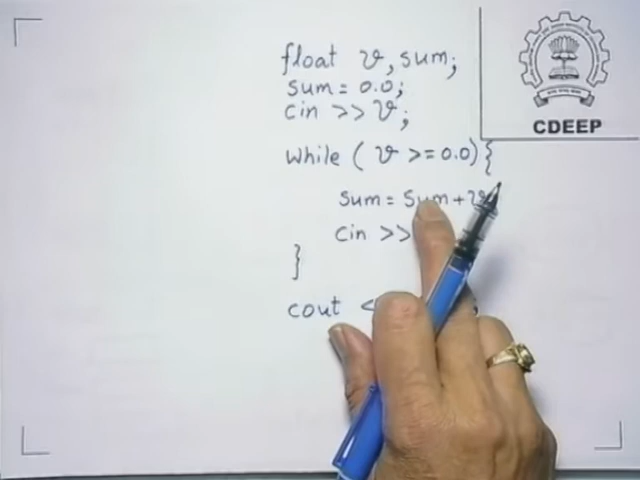 float v, sum;
sum = 0.0;
cin >> v;
while ( v >= 0.0) {
sum = sum + v
cin >>
}
cout <
CDEEP